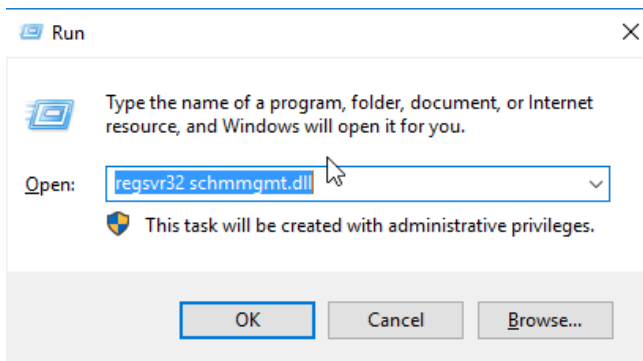 Run
Type the name of a program, folder, document, or Internet
resource, and Windows will open it for you.
Open: regsvr32 schmmgmt.dll
This task will be created with administrative privileges.
OK Cancel Browse...